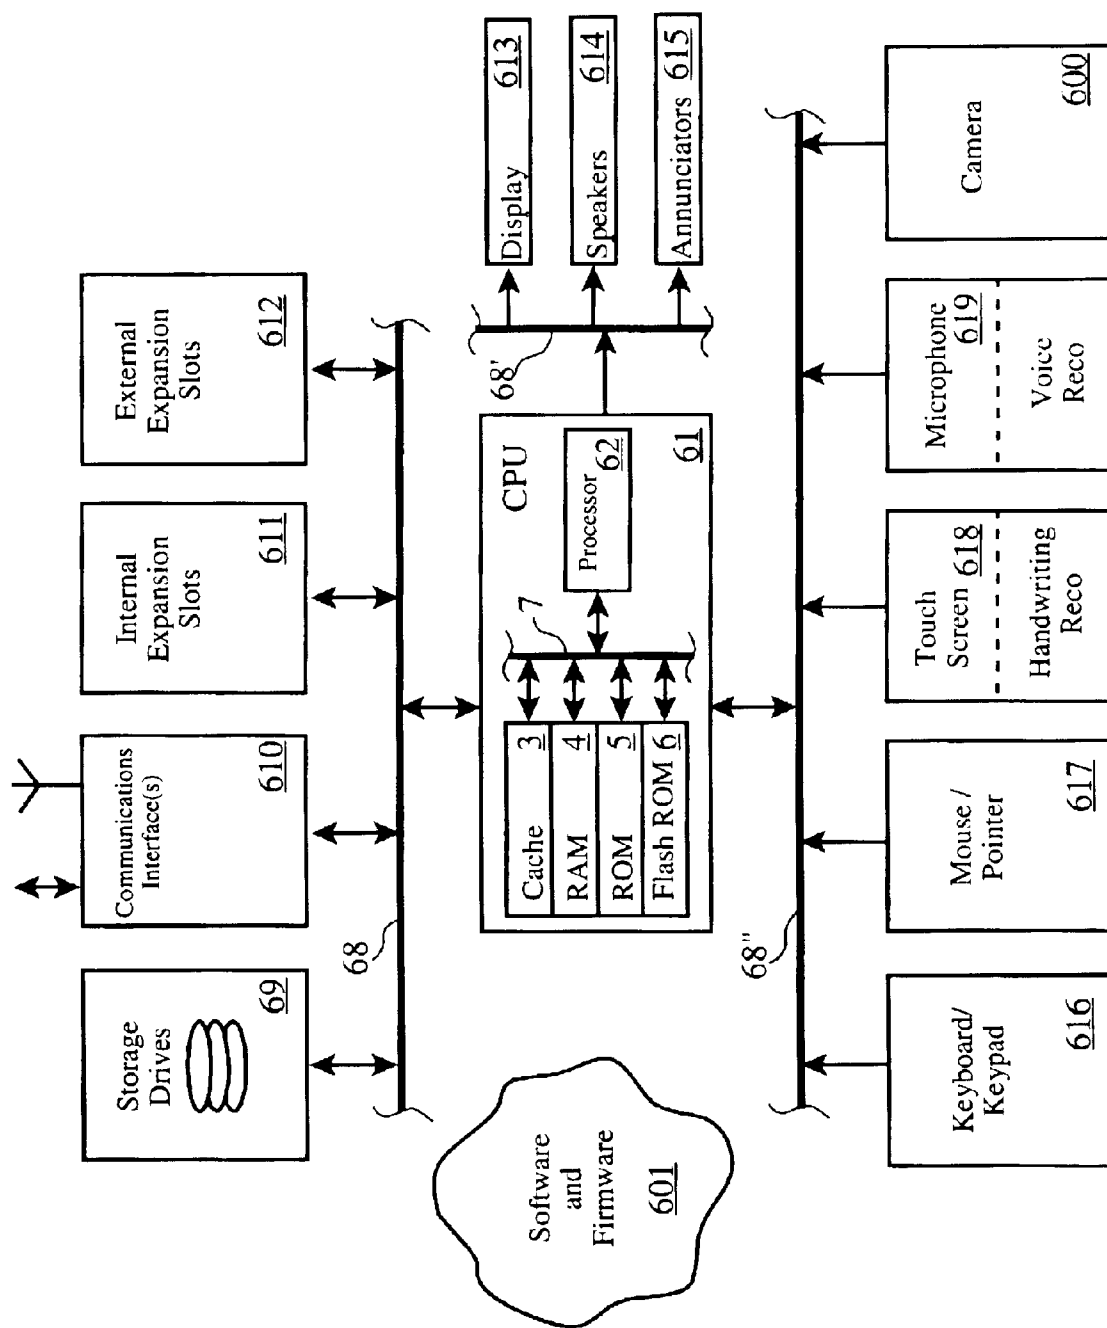 Storage
Drives
69
Communications
Interface(s)
610
Internal
Expansion
Slots
611
External
Expansion
Slots
612
68
Software
and
Firmware
601
CPU
61
Cache 3
RAM 4
ROM 5
Flash ROM 6
7
Processor
62
68'
Display 613
Speakers 614
Annunciators 615
68"
Keyboard/
Keypad
616
Mouse /
Pointer
617
Touch
Screen 618
Handwriting
Reco
Microphone
619
Voice
Reco
Camera
600